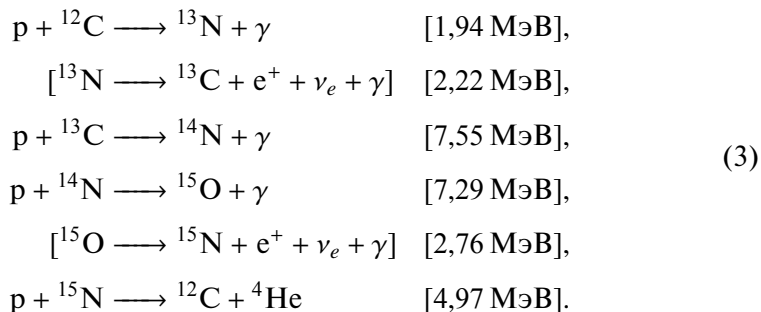 p + ¹²C ⟶ ¹³N + γ [1,94 МэВ],
[¹³N ⟶ ¹³C + e⁺ + νₑ + γ] [2,22 МэВ],
p + ¹³C ⟶ ¹⁴N + γ [7,55 МэВ],
(3)
p + ¹⁴N ⟶ ¹⁵O + γ [7,29 МэВ],
[¹⁵O ⟶ ¹⁵N + e⁺ + νₑ + γ] [2,76 МэВ],
p + ¹⁵N ⟶ ¹²C + ⁴He [4,97 МэВ].